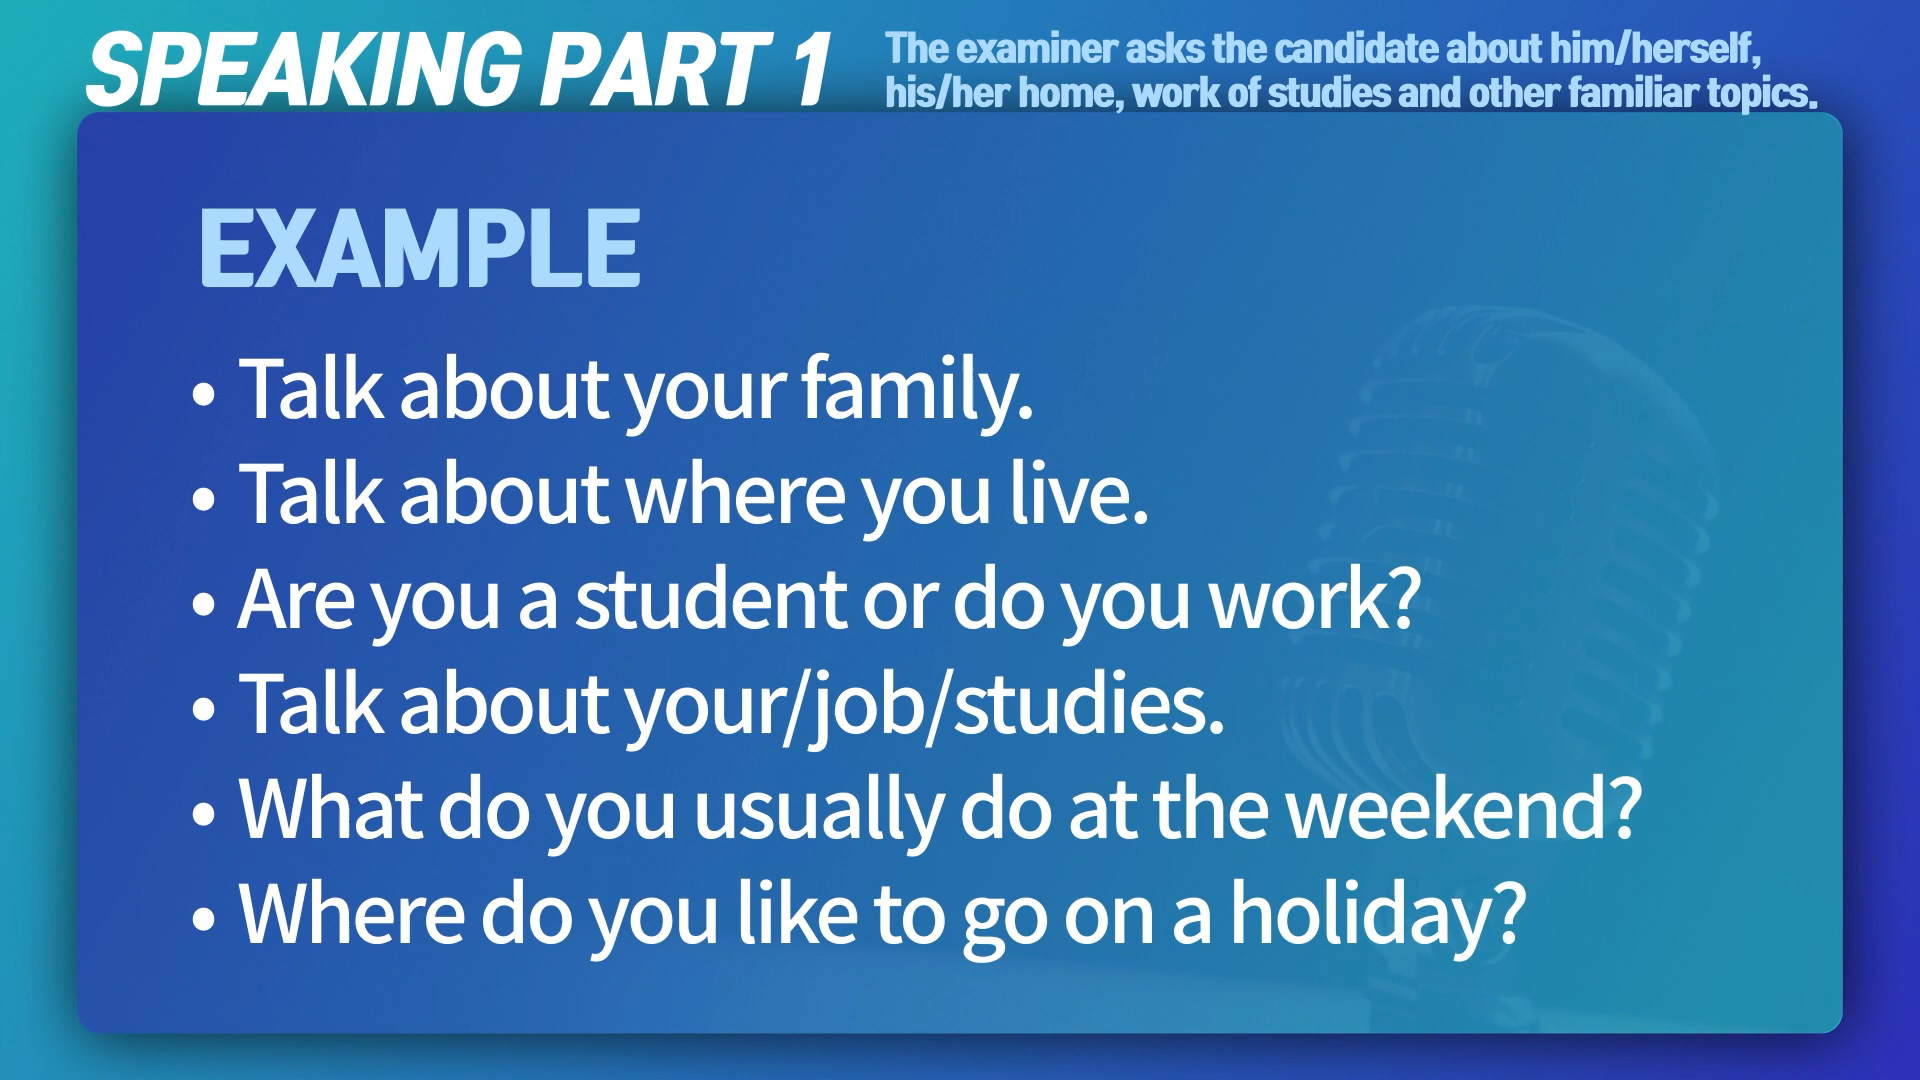 SPEAKING PART 1
The examiner asks the candidate about him/herself,
his/her home, work of studies and other familiar topics.
EXAMPLE
• Talk about your family.
• Talk about where you live.
• Are you a student or do you work?
• Talk about your/job/studies.
• What do you usually do at the weekend?
• Where do you like to go on a holiday?